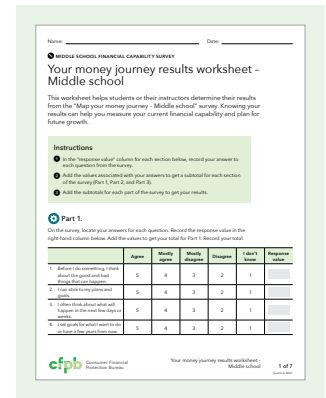 Name:
Date:
MIDDLE SCHOOL FINANCIAL CAPABILITY SURVEY
Your money journey results worksheet –
Middle school
This worksheet helps students or their instructors determine their results
from the “Map your money journey – Middle school” survey. Knowing your
results can help you measure your current financial capability and plan for
future growth.
Instructions
1 In the “response value” column for each section below, record your answer to
each question from the survey.
2 Add the values associated with your answers to get a subtotal for each section
of the survey (Part 1, Part 2, and Part 3).
3 Add the subtotals for each part of the survey to get your results.
Part 1.
On the survey, locate your answers for each question. Record the response value in the
right-hand column below. Add the values to get your total for Part 1. Record your total.
Agree Mostly agree Mostly disagree Disagree I don't know Response value
1. Before I do something, I think
about the good and bad
things that can happen.
5 4 3 2 1
2. I can stick to my plans and
goals.
5 4 3 2 1
3. I often think about what will
happen in the next few days or
weeks.
5 4 3 2 1
4. I set goals for what I want to do
or have a few years from now.
5 4 3 2 1
cfpb Consumer Financial
Protection Bureau
Your money journey results worksheet –
Middle school
1 of 7